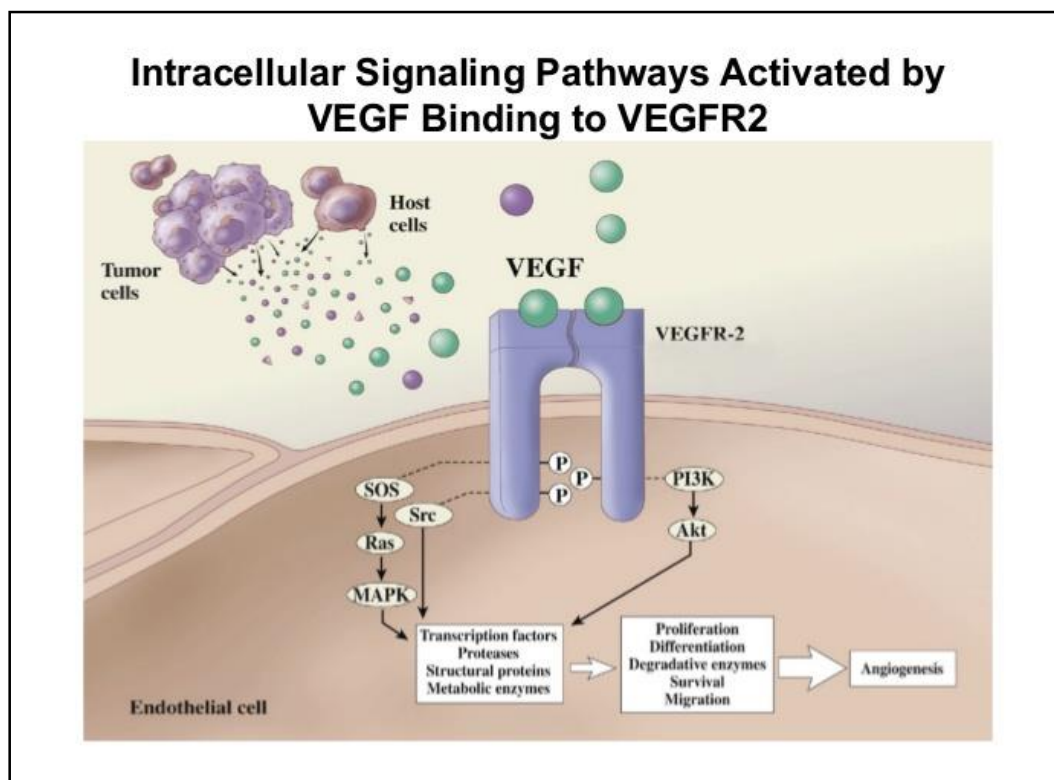 Intracellular Signaling Pathways Activated by
VEGF Binding to VEGFR2
Host
cells
Tumor
cells
VEGF
VEGFR-2
P
P
P
SOS
Src
Ras
MAPK
PI3K
Akt
Transcription factors
Proteases
Structural proteins
Metabolic enzymes
Proliferation
Differentiation
Degradative enzymes
Survival
Migration
Angiogenesis
Endothelial cell